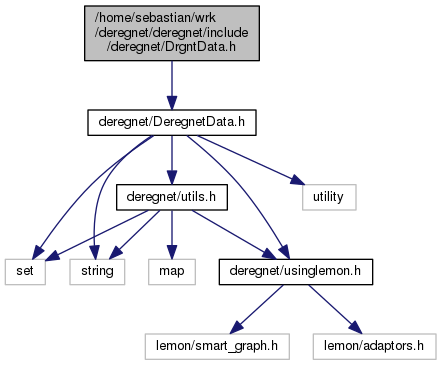 /home/sebastian/wrk
/deregnet/deregnet/include
/deregnet/DrgntData.h
deregnet/DeregnetData.h
deregnet/utils.h
utility
set
string
map
deregnet/usinglemon.h
lemon/smart_graph.h
lemon/adaptors.h